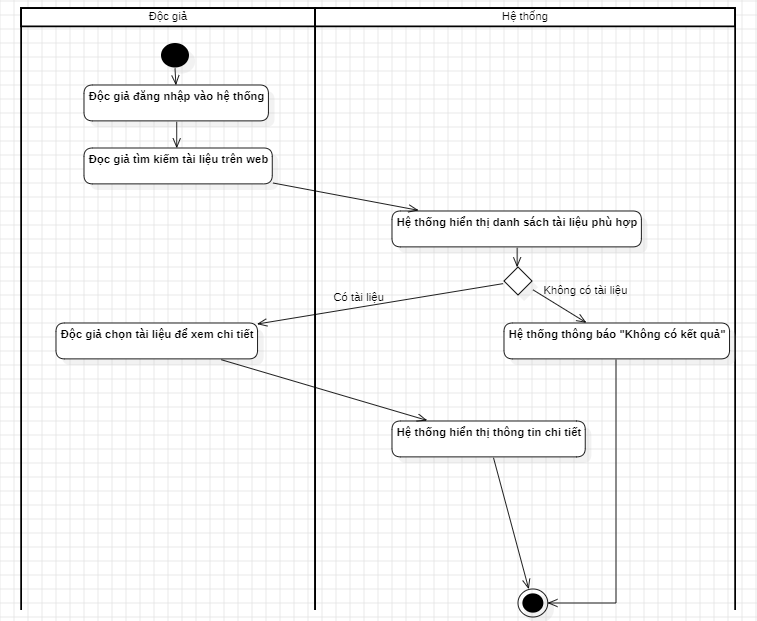 Độc giả
Hệ thống
Độc giả đăng nhập vào hệ thống
Đọc giả tìm kiếm tài liệu trên web
Hệ thống hiển thị danh sách tài liệu phù hợp
Không có tài liệu
Có tài liệu
Độc giả chọn tài liệu để xem chi tiết
Hệ thống thông báo "Không có kết quả"
Hệ thống hiển thị thông tin chi tiết